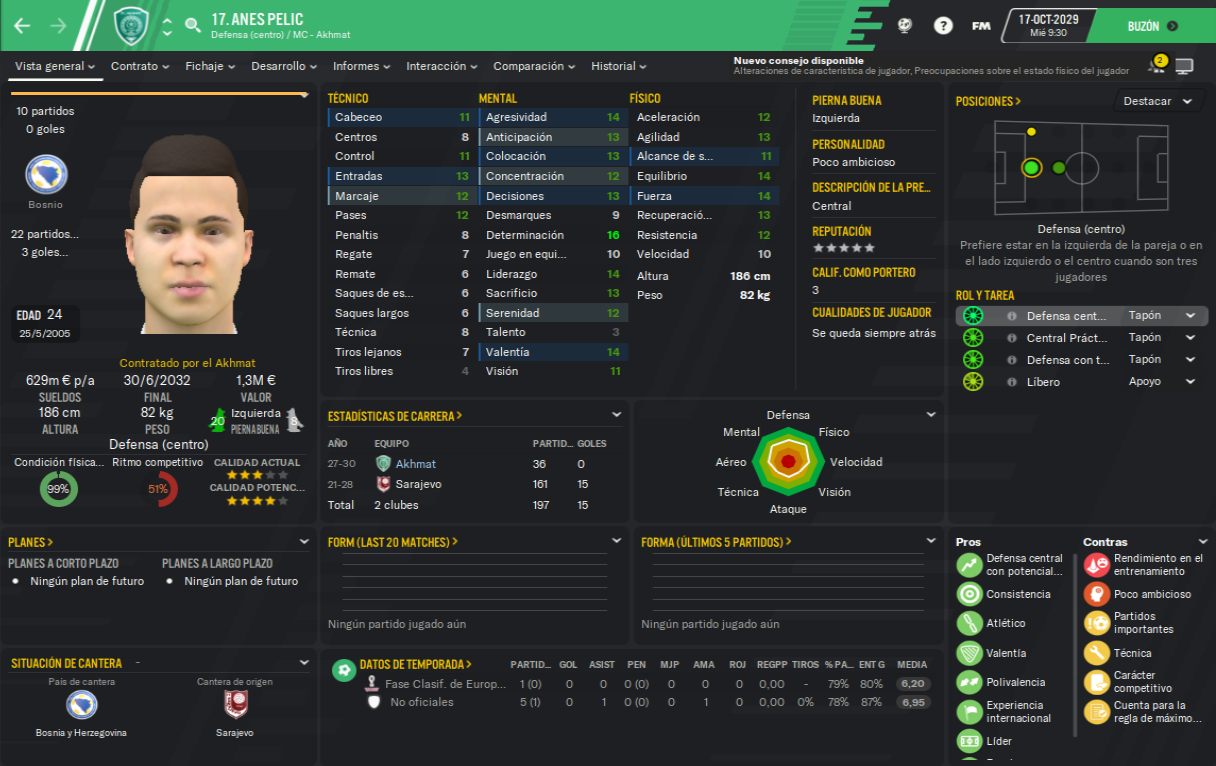 17. ANES PELIC
Defensa (centro) / MC - Akhmat
?
FM
17-OCT-2029
Mié 9:30
BUZÓN
Vista general
Contrato
Fichaje
Desarrollo
Informes
Interacción
Comparación
Historial
Nuevo consejo disponible
Alteraciones de característica de jugador, Preocupaciones sobre el estado físico del jugador
2
10 partidos
0 goles
Bosnio
22 partidos...
3 goles...
EDAD 24
25/5/2005
Contratado por el Akhmat
629m € p/a
30/6/2032
1,3M €
SUELDOS
FINAL
VALOR
186 cm
82 kg
20
Izquierda
8
ALTURA
PESO
PIERNA BUENA
Defensa (centro)
Condición física...
Ritmo competitivo
CALIDAD ACTUAL
99%
51%
CALIDAD POTENC...
TÉCNICO
Cabeceo 11
Centros 8
Control 11
Entradas 13
Marcaje 12
Pases 12
Penaltis 8
Regate 7
Remate 6
Saques de es... 6
Saques largos 6
Técnica 8
Tiros lejanos 7
Tiros libres 4
MENTAL
Agresividad 14
Anticipación 13
Colocación 13
Concentración 12
Decisiones 13
Desmarques 9
Determinación 16
Juego en equi... 10
Liderazgo 14
Sacrificio 13
Serenidad 12
Talento 3
Valentía 14
Visión 11
FÍSICO
Aceleración 12
Agilidad 13
Alcance de s... 11
Equilibrio 14
Fuerza 14
Recuperació... 13
Resistencia 12
Velocidad 10
Altura 186 cm
Peso 82 kg
PIERNA BUENA
Izquierda
PERSONALIDAD
Poco ambicioso
DESCRIPCIÓN DE LA PRE...
Central
REPUTACIÓN
CALIF. COMO PORTERO
3
CUALIDADES DE JUGADOR
Se queda siempre atrás
POSICIONES >
Destacar
Defensa (centro)
Prefiere estar en la izquierda de la pareja o en
el lado izquierdo o el centro cuando son tres
jugadores
ROL Y TAREA
Defensa cent... Tapón
Central Práct... Tapón
Defensa con t... Tapón
Líbero Apoyo
ESTADÍSTICAS DE CARRERA >
AÑO EQUIPO PARTID... GOLES
27-30 Akhmat 36 0
21-28 Sarajevo 161 15
Total 2 clubes 197 15
Defensa
Mental
Físico
Aéreo
Velocidad
Técnica
Visión
Ataque
PLANES >
PLANES A CORTO PLAZO
PLANES A LARGO PLAZO
Ningún plan de futuro
Ningún plan de futuro
FORM (LAST 20 MATCHES) >
Ningún partido jugado aún
FORMA (ÚLTIMOS 5 PARTIDOS) >
Ningún partido jugado aún
Pros
Defensa central
con potencial...
Consistencia
Atlético
Valentía
Polivalencia
Experiencia
internacional
Líder
Contras
Rendimiento en el
entrenamiento
Poco ambicioso
Partidos
importantes
Técnica
Carácter
competitivo
Cuenta para la
regla de máximo...
SITUACIÓN DE CANTERA -
País de cantera
Cantera de origen
Bosnia y Herzegovina
Sarajevo
DATOS DE TEMPORADA >
PARTID... GOL ASIST PEN MJP AMA ROJ REGPP TIROS % PA... ENT G MEDIA
Fase Clasif. de Europ... 1 (0) 0 0 0 (0) 0 0 0 0,00 - 79% 80% 6,20
No oficiales 5 (1) 0 1 0 (0) 0 1 0 0,00 0% 78% 87% 6,95